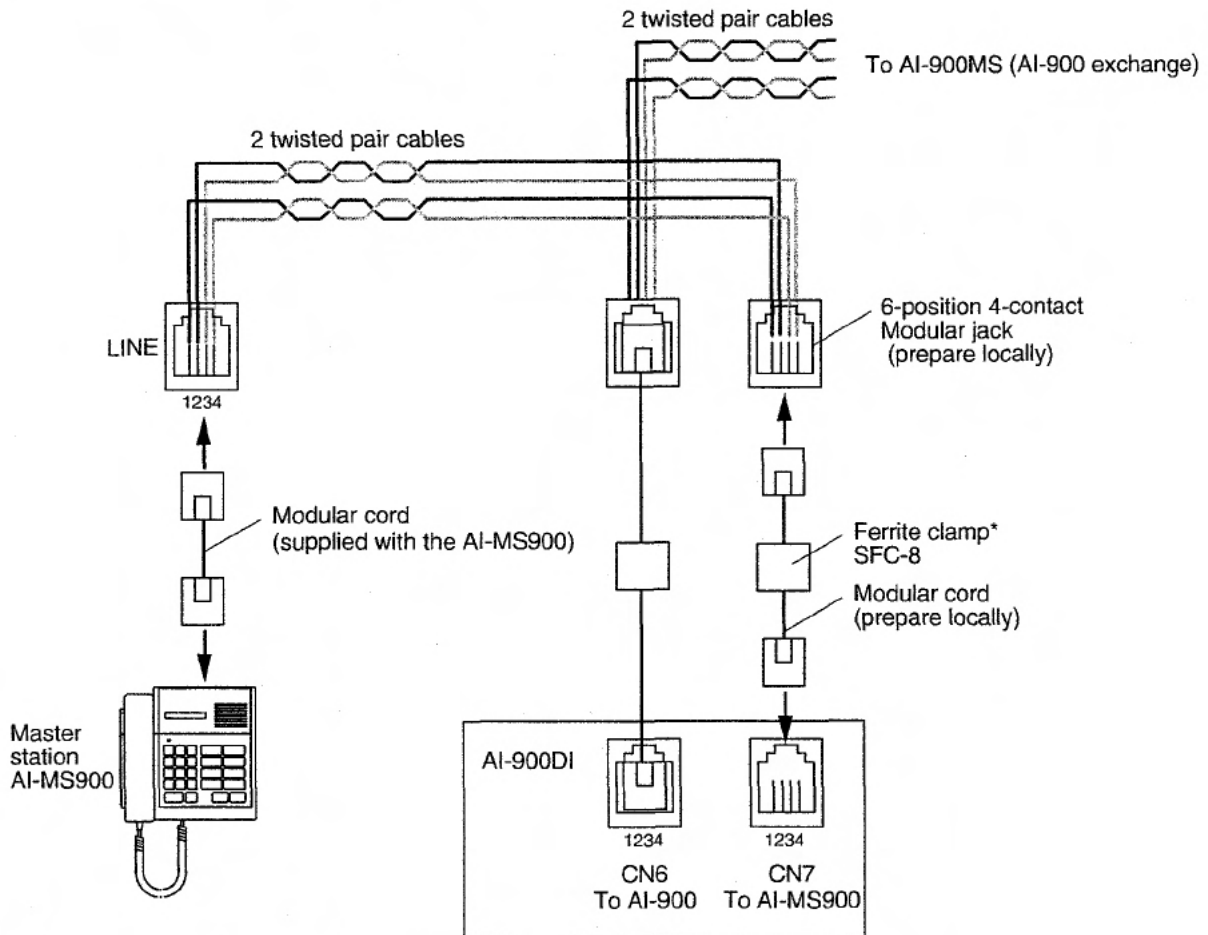 2 twisted pair cables
To AI-900MS (AI-900 exchange)
2 twisted pair cables
LINE
1234
6-position 4-contact
Modular jack
(prepare locally)
Modular cord
(supplied with the AI-MS900)
Ferrite clamp*
SFC-8
Modular cord
(prepare locally)
Master
station
AI-MS900
AI-900DI
1234
1234
CN6
To AI-900
CN7
To AI-MS900